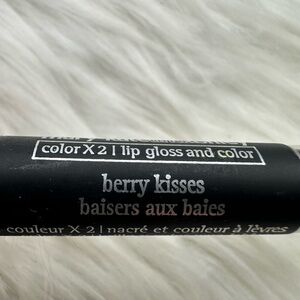 color X 2 | lip gloss and color
berry kisses
baisers aux baies
couleur X 2 | nacré et couleur à lèvres